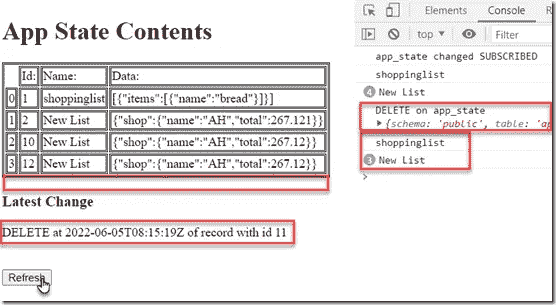 App State Contents
Id: Name: Data:
0 1 shoppinglist [{"items":[{"name":"bread"}]}]
1 2 New List {"shop":{"name":"AH","total":267.121}}
2 10 New List {"shop":{"name":"AH","total":267.12}}
3 12 New List {"shop":{"name":"AH","total":267.12}}
Latest Change
DELETE at 2022-06-05T08:15:19Z of record with id 11
Refresh
Elements Console
top Filter
app_state changed SUBSCRIBED
shoppinglist
4 New List
DELETE on app_state
{schema: 'public', table: 'ap
shoppinglist
3 New List